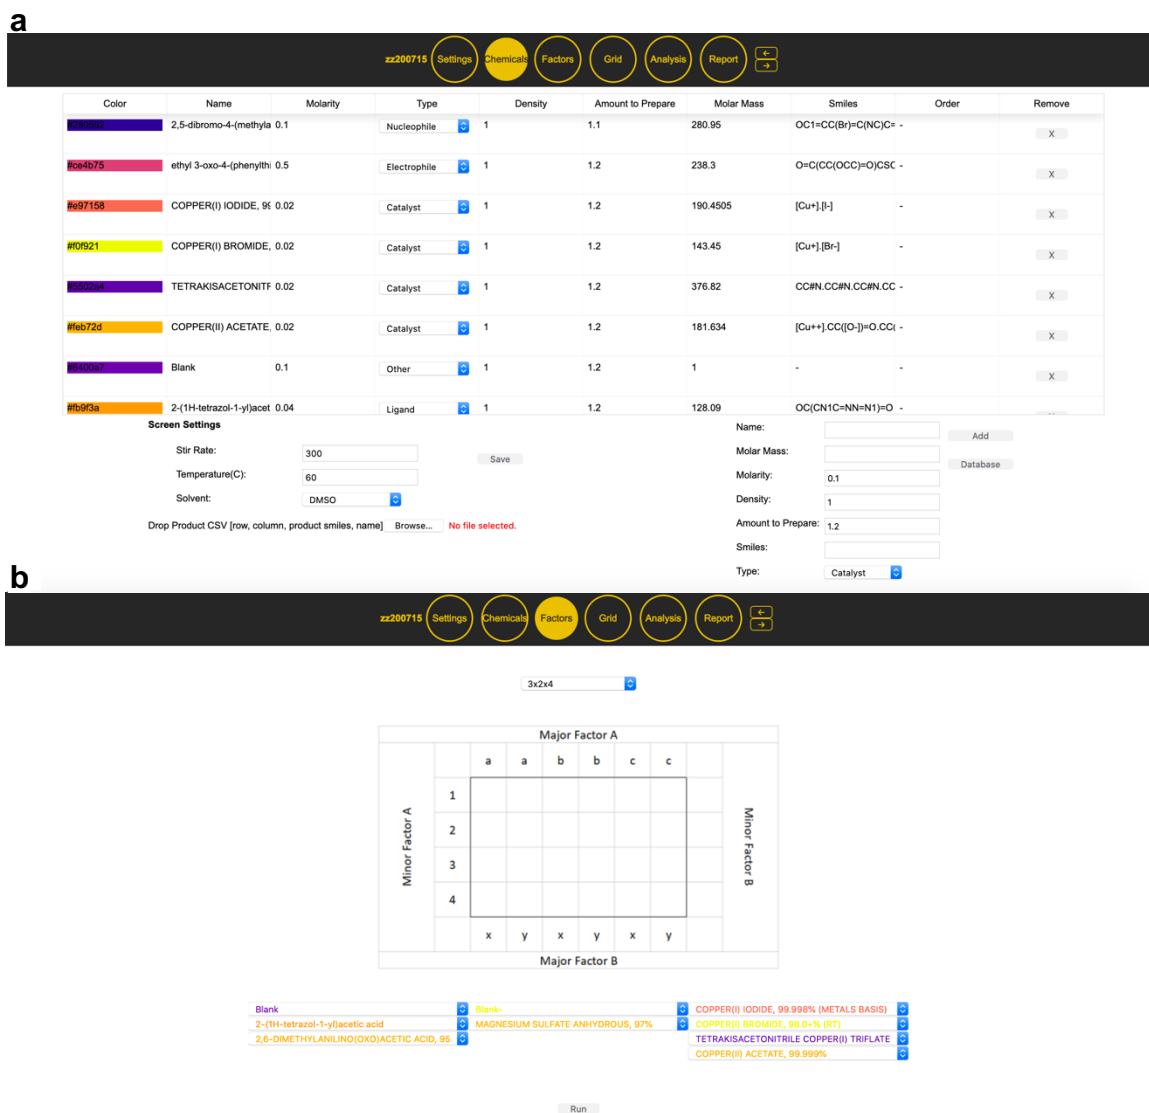 a
zz200715 Settings Chemicals Factors Grid Analysis Report ← →
Color Name Molarity Type Density Amount to Prepare Molar Mass Smiles Order Remove
#280592 2,5-dibromo-4-(methyla 0.1 Nucleophile 1 1.1 280.95 OC1=CC(Br)=C(NC)C= - X
#ce4b75 ethyl 3-oxo-4-(phenylthi 0.5 Electrophile 1 1.2 238.3 O=C(CC(OCC)=O)CSC - X
#e97158 COPPER(I) IODIDE, 99 0.02 Catalyst 1 1.2 190.4505 [Cu+].[I-] - X
#f0f921 COPPER(I) BROMIDE, 0.02 Catalyst 1 1.2 143.45 [Cu+].[Br-] - X
#5502a4 TETRAKISACETONITF 0.02 Catalyst 1 1.2 376.82 CC#N.CC#N.CC#N.CC - X
#feb72d COPPER(II) ACETATE, 0.02 Catalyst 1 1.2 181.634 [Cu++].CC([O-])=O.CC( - X
#6400a7 Blank 0.1 Other 1 1.2 1 - - X
#fb9f3a 2-(1H-tetrazol-1-yl)acet 0.04 Ligand 1 1.2 128.09 OC(CN1C=NN=N1)=O -
Screen Settings
Stir Rate: 300
Temperature(C): 60
Save
Solvent: DMSO
Drop Product CSV [row, column, product smiles, name] Browse... No file selected.
Name:
Add
Molar Mass:
Database
Molarity: 0.1
Density: 1
Amount to Prepare: 1.2
Smiles:
Type: Catalyst
b
zz200715 Settings Chemicals Factors Grid Analysis Report ← →
3x2x4
Major Factor A
a a b b c c
Minor Factor A
1
2
3
4
Minor Factor B
x y x y x y
Major Factor B
Blank Blank- COPPER(I) IODIDE, 99.998% (METALS BASIS)
2-(1H-tetrazol-1-yl)acetic acid MAGNESIUM SULFATE ANHYDROUS, 97% COPPER(I) BROMIDE, 98.0+% (RT)
2,6-DIMETHYLANILINO(OXO)ACETIC ACID, 95 TETRAKISACETONITRILE COPPER(I) TRIFLATE
COPPER(II) ACETATE, 99.999%
Run